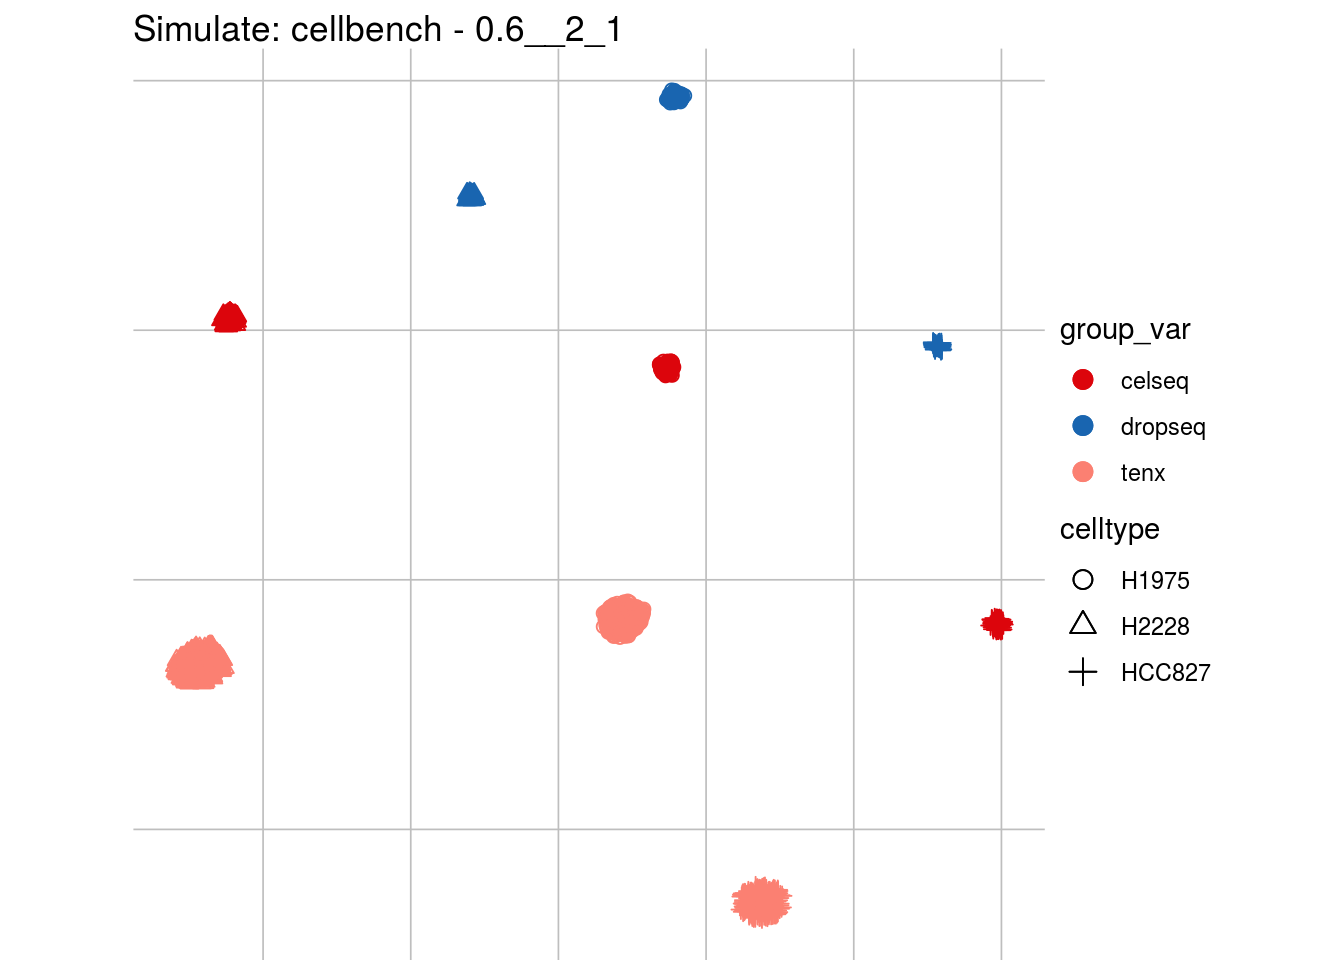 Simulate: cellbench - 0.6__2_1
group_var
celseq
dropseq
tenx
celltype
H1975
H2228
HCC827